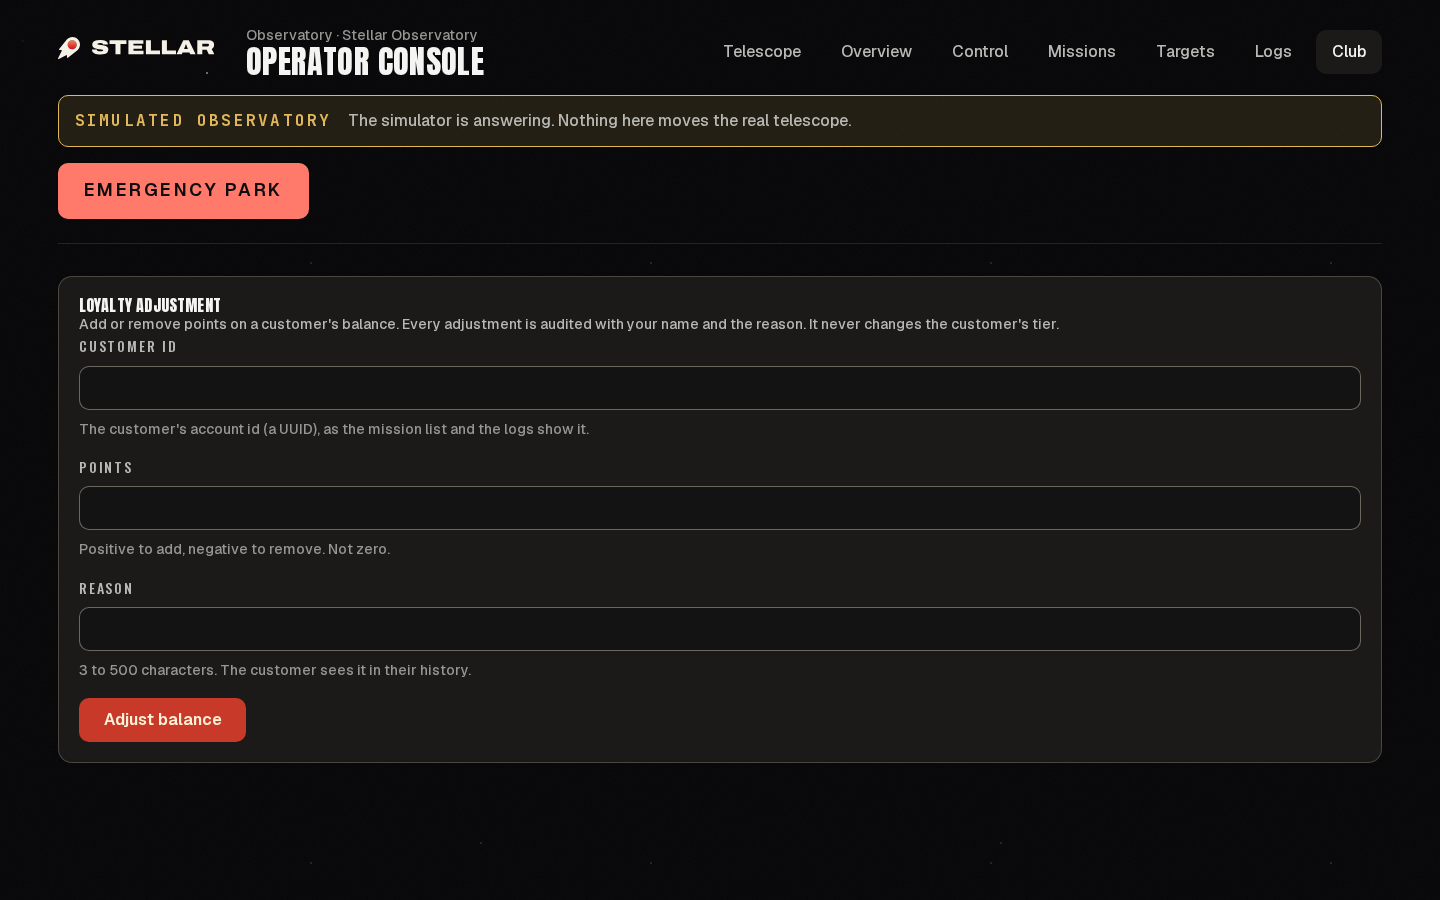 STELLAR
Observatory · Stellar Observatory
OPERATOR CONSOLE
Telescope
Overview
Control
Missions
Targets
Logs
Club
SIMULATED OBSERVATORY The simulator is answering. Nothing here moves the real telescope.
EMERGENCY PARK
LOYALTY ADJUSTMENT
Add or remove points on a customer's balance. Every adjustment is audited with your name and the reason. It never changes the customer's tier.
CUSTOMER ID
The customer's account id (a UUID), as the mission list and the logs show it.
POINTS
Positive to add, negative to remove. Not zero.
REASON
3 to 500 characters. The customer sees it in their history.
Adjust balance